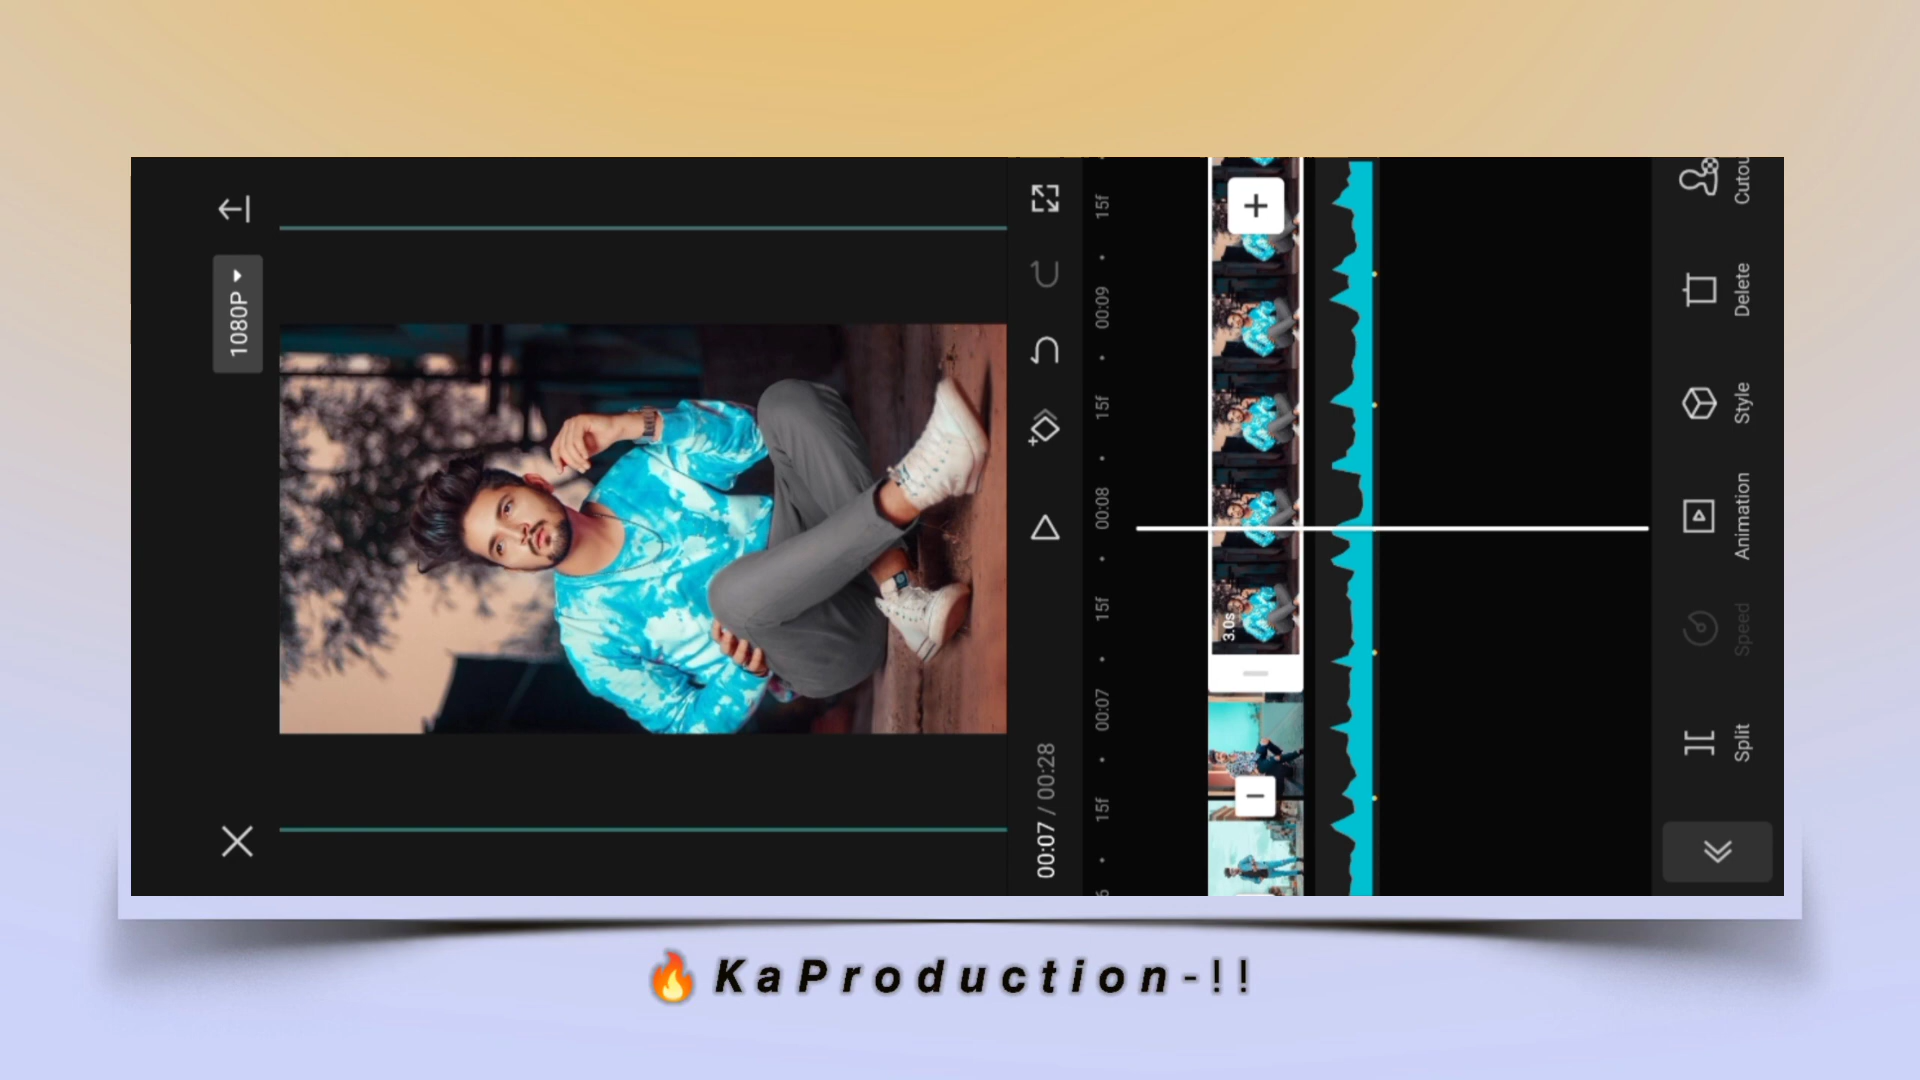 1080P
00:07 / 00:28
15f
00:07
15f
00:08
15f
00:09
15f
3.0s
Split
Speed
Animation
Style
Delete
🔥 KaProduction-!!